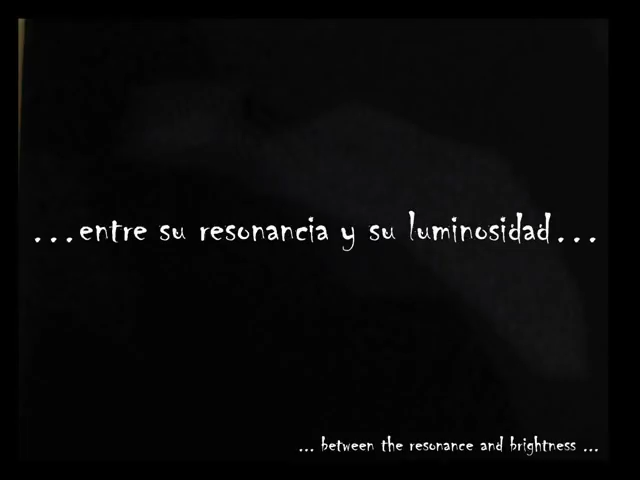 ...entre su resonancia y su luminosidad...
... between the resonance and brightness ...